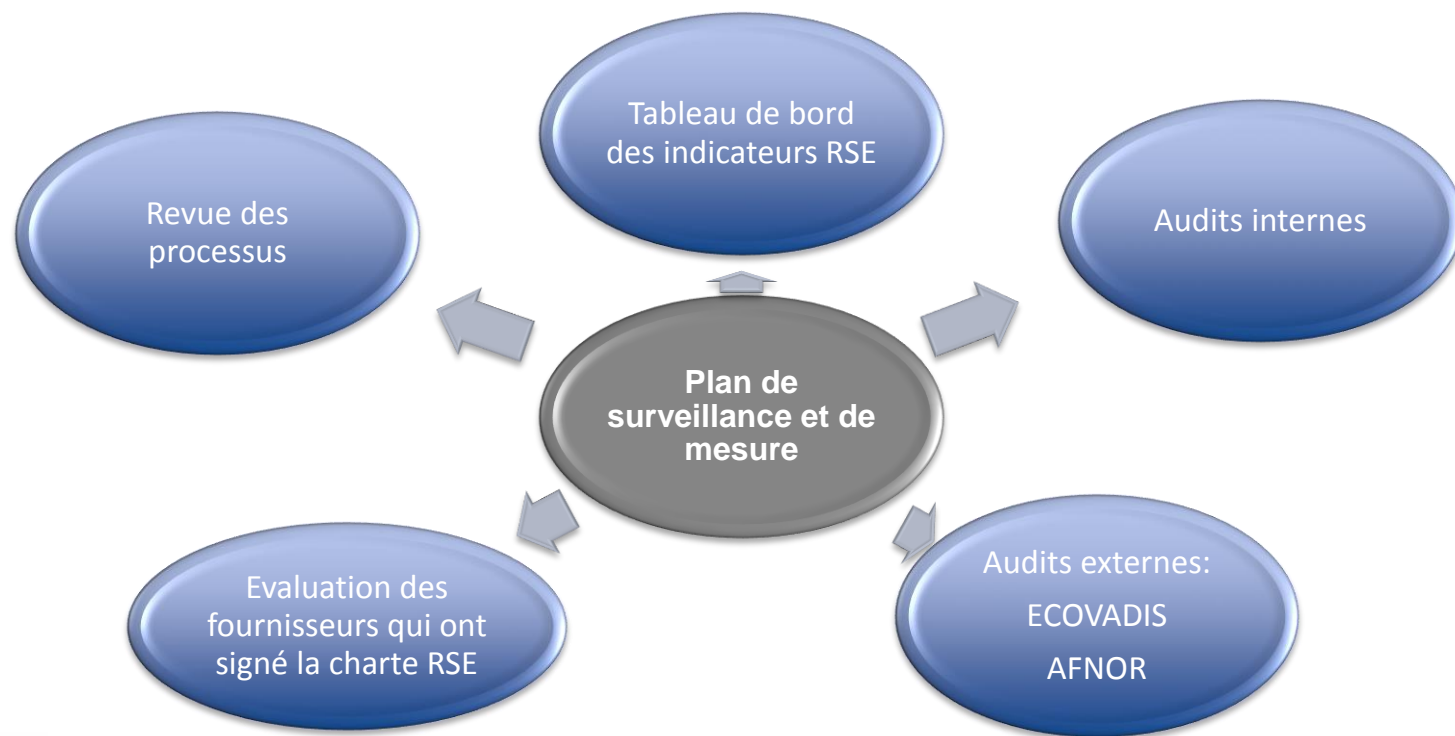 Tableau de bord
des indicateurs RSE
Revue des
processus
Audits internes
Plan de
surveillance et de
mesure
Evaluation des
fournisseurs qui ont
signé la charte RSE
Audits externes:
ECOVADIS
AFNOR